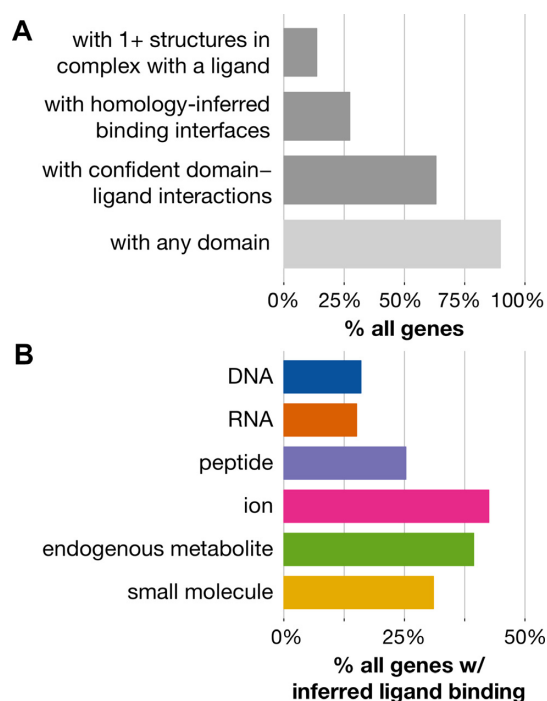 A
with 1+ structures in
complex with a ligand
with homology-inferred
binding interfaces
with confident domain–
ligand interactions
with any domain
0% 25% 50% 75% 100%
% all genes
B
DNA
RNA
peptide
ion
endogenous metabolite
small molecule
0% 25% 50%
% all genes w/
inferred ligand binding